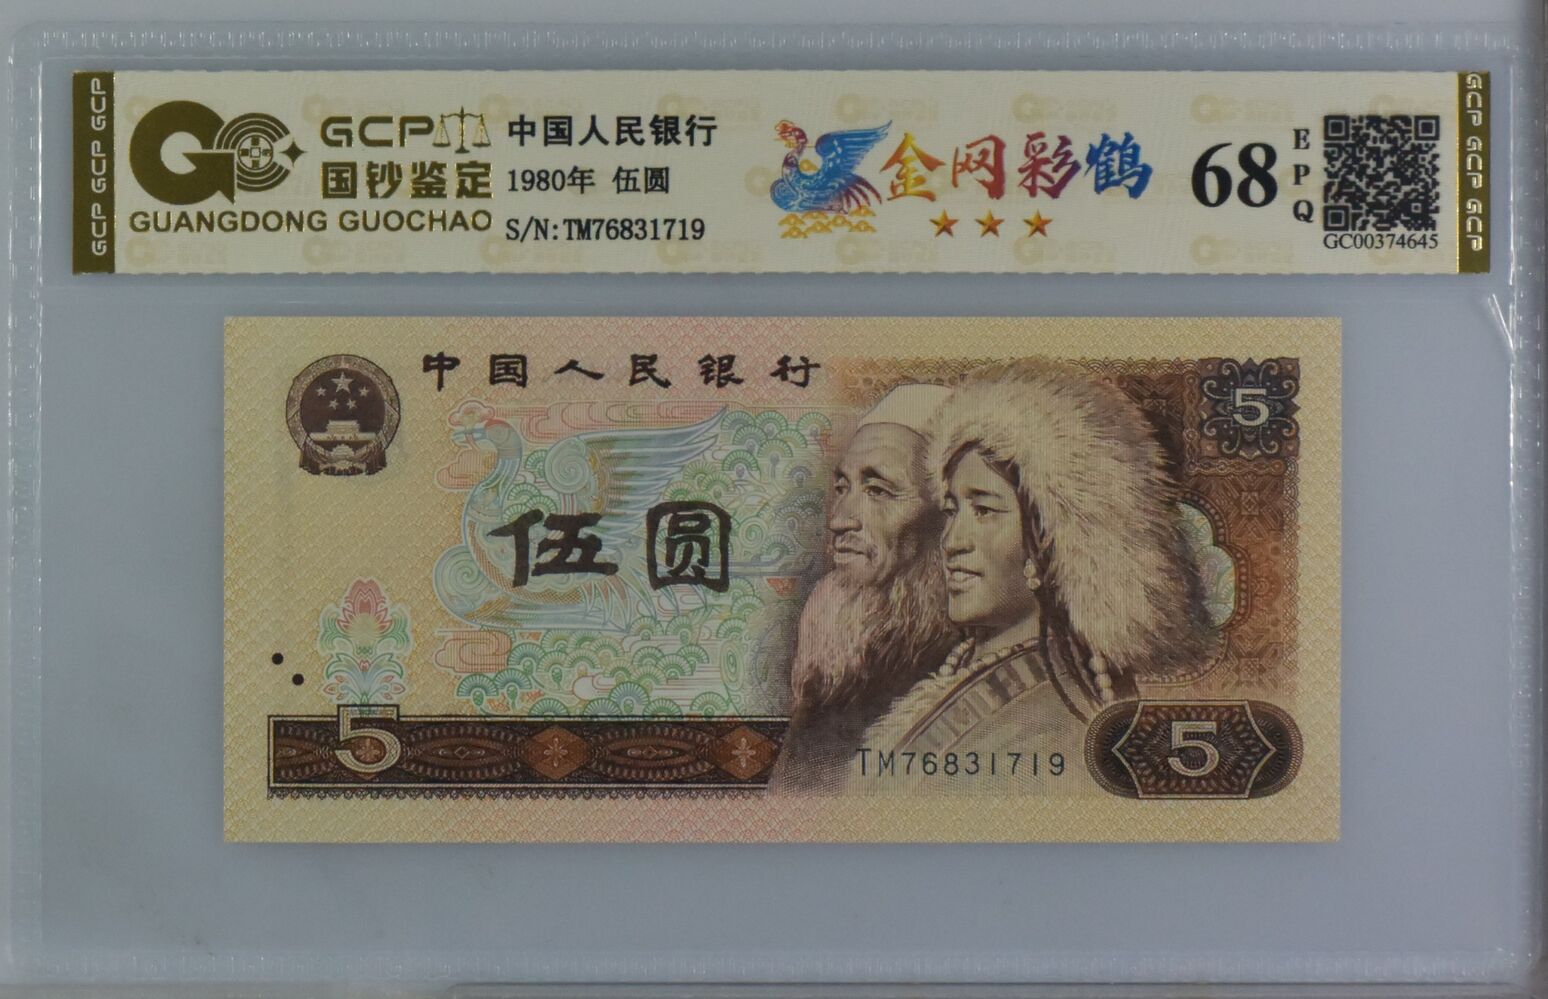 GCP GCP GCP
GCP
国钞鉴定
GUANGDONG GUOCHAO
中国人民银行
1980年 伍圆
S/N:TM76831719
金网彩鹤
68
EPQ
GC00374645
GCP GCP GCP
中国人民银行
5
伍圆
5
TM76831719
5